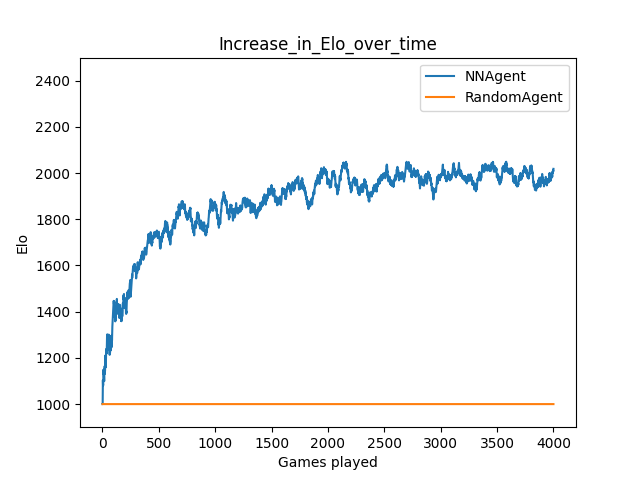 Increase_in_Elo_over_time
NNAgent
RandomAgent
2400
2200
2000
1800
1600
1400
1200
1000
Elo
0 500 1000 1500 2000 2500 3000 3500 4000
Games played